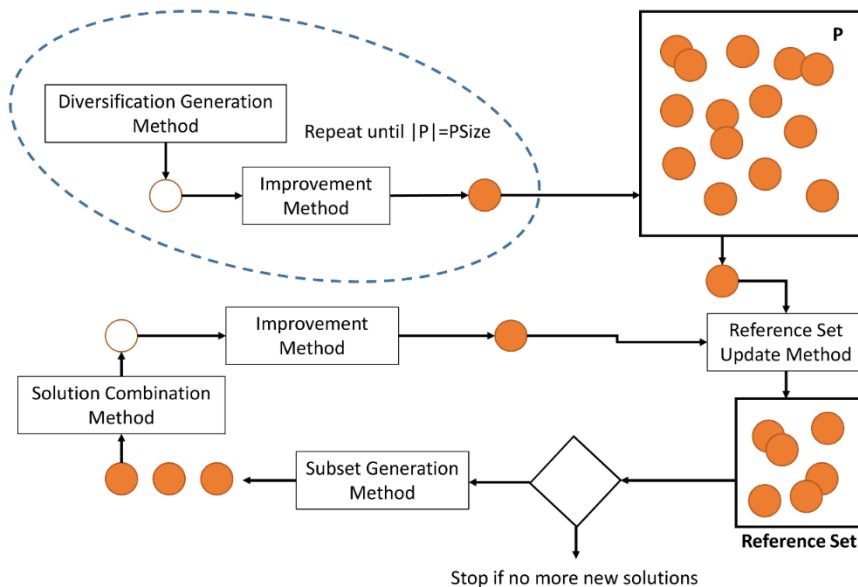 P
Diversification Generation
Method
Repeat until |P|=PSize
Improvement
Method
Improvement
Method
Reference Set
Update Method
Solution Combination
Method
Subset Generation
Method
Reference Set
Stop if no more new solutions